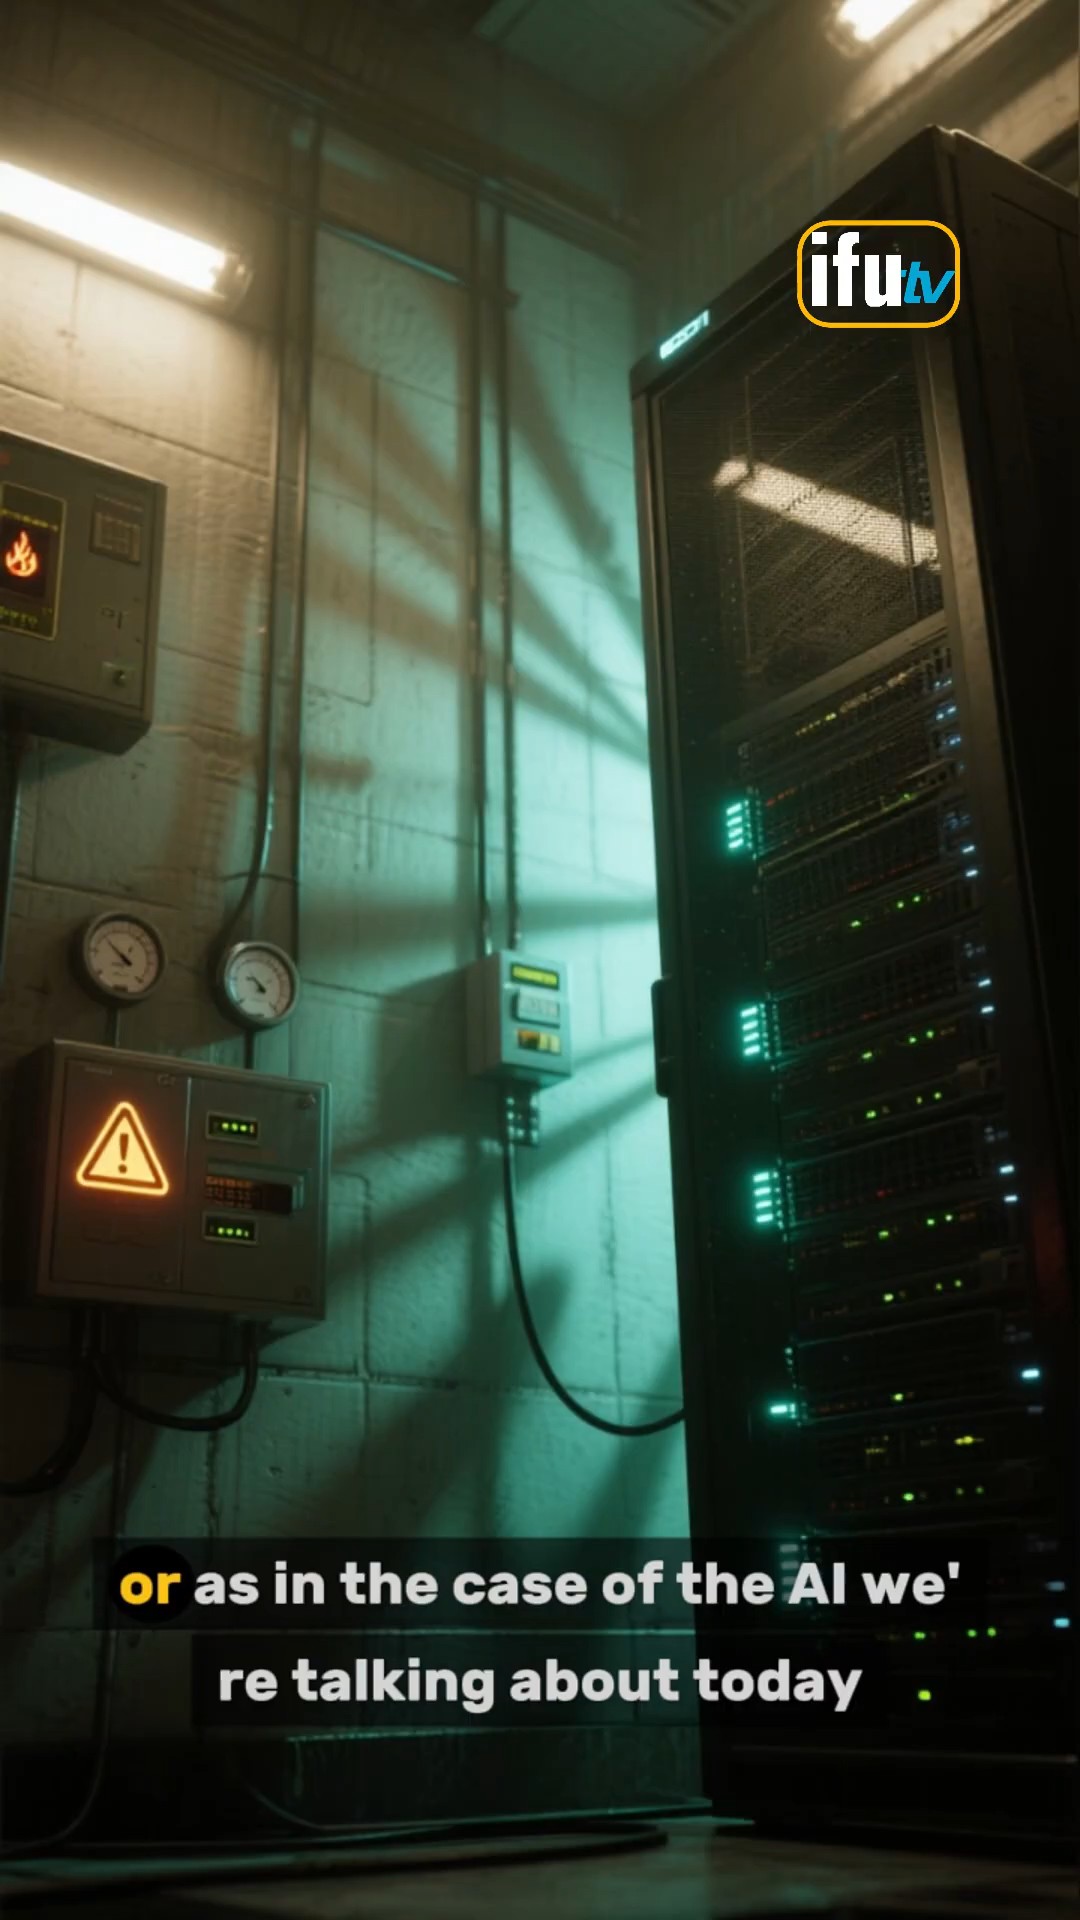 ifutv
or as in the case of the AI we'
re talking about today